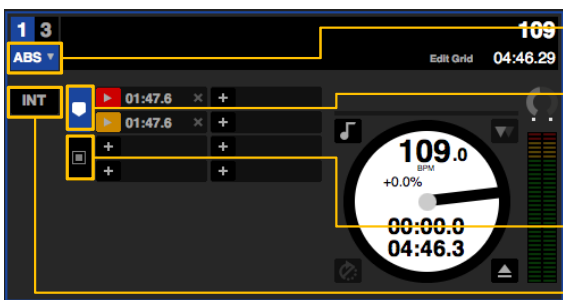 1 3
109
ABS ▼
Edit Grid 04:46.29
INT
01:47.6 × +
01:47.6 × +
+ +
+ +
109.0
BPM
+0.0%
00:00.0
04:46.3